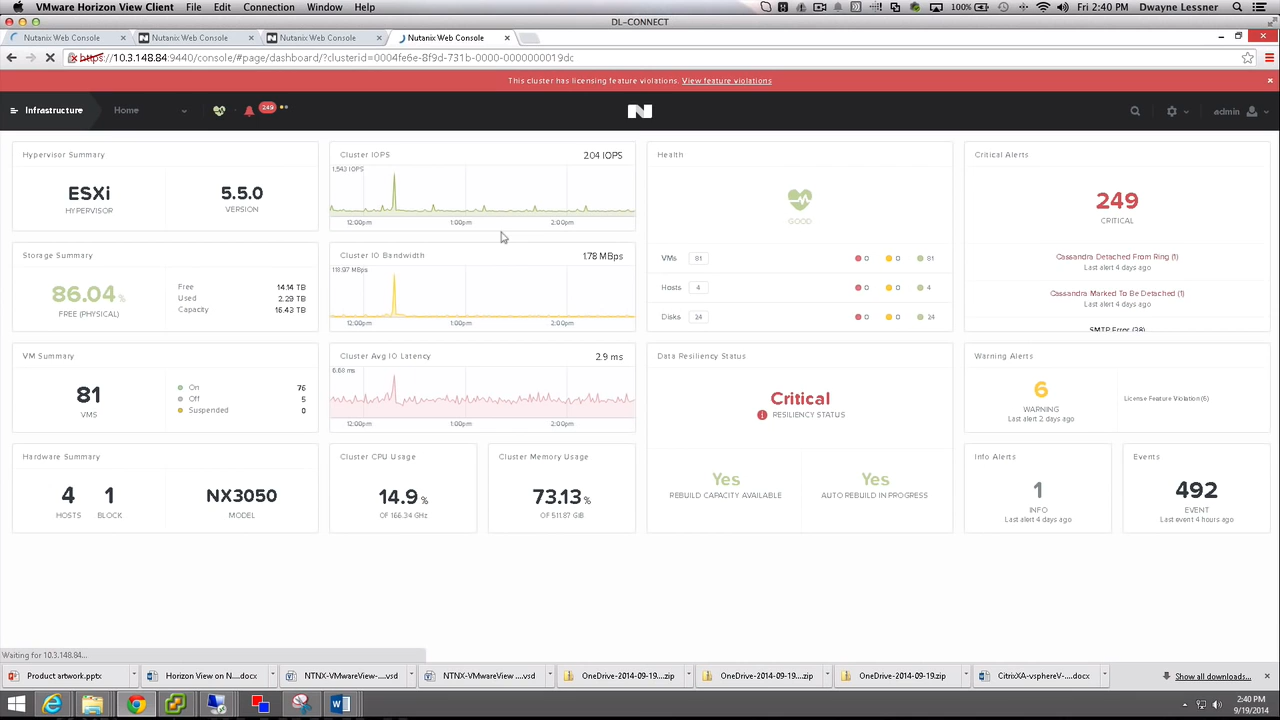 VMware Horizon View Client File Edit Connection Window Help 100% Fri 2:40 PM Dwayne Lessner
DL-CONNECT
Nutanix Web Console × Nutanix Web Console × Nutanix Web Console × Nutanix Web Console ×
https://10.3.148.84:9440/console/#page/dashboard/?clusterid=0004fe6e-8f9d-731b-0000-0000000019dc
This cluster has licensing feature violations. View feature violations ×
Infrastructure Home 249 N admin
Hypervisor Summary
ESXi
HYPERVISOR
5.5.0
VERSION
Cluster IOPS 204 IOPS
1,543 IOPS
12:00pm 1:00pm 2:00pm
Health
GOOD
VMs 81 0 0 81
Hosts 4 0 0 4
Disks 24 0 0 24
Critical Alerts
249
CRITICAL
Cassandra Detached From Ring (1)
Last alert 4 days ago
Cassandra Marked To Be Detached (1)
Last alert 4 days ago
SMTP Error (38)
Storage Summary
86.04 %
FREE (PHYSICAL)
Free 14.14 TB
Used 2.29 TB
Capacity 16.43 TB
Cluster IO Bandwidth 1.78 MBps
118.97 MBps
12:00pm 1:00pm 2:00pm
VM Summary
81
VMS
On 76
Off 5
Suspended 0
Cluster Avg IO Latency 2.9 ms
6.68 ms
12:00pm 1:00pm 2:00pm
Data Resiliency Status
Critical
RESILIENCY STATUS
Yes
REBUILD CAPACITY AVAILABLE
Yes
AUTO REBUILD IN PROGRESS
Warning Alerts
6
WARNING
Last alert 2 days ago
License Feature Violation (6)
Hardware Summary
4
HOSTS
1
BLOCK
NX3050
MODEL
Cluster CPU Usage
14.9 %
OF 166.34 GHz
Cluster Memory Usage
73.13 %
OF 511.87 GiB
Info Alerts
1
INFO
Last alert 4 days ago
Events
492
EVENT
Last event 4 hours ago
Waiting for 10.3.148.84...
Product artwork.pptx Horizon View on N....docx NTNX-VMwareView-....vsd NTNX-VMwareView ....vsd OneDrive-2014-09-19....zip OneDrive-2014-09-19....zip OneDrive-2014-09-19.zip CitrixXA-vsphereV-....docx Show all downloads... ×
2:40 PM
9/19/2014